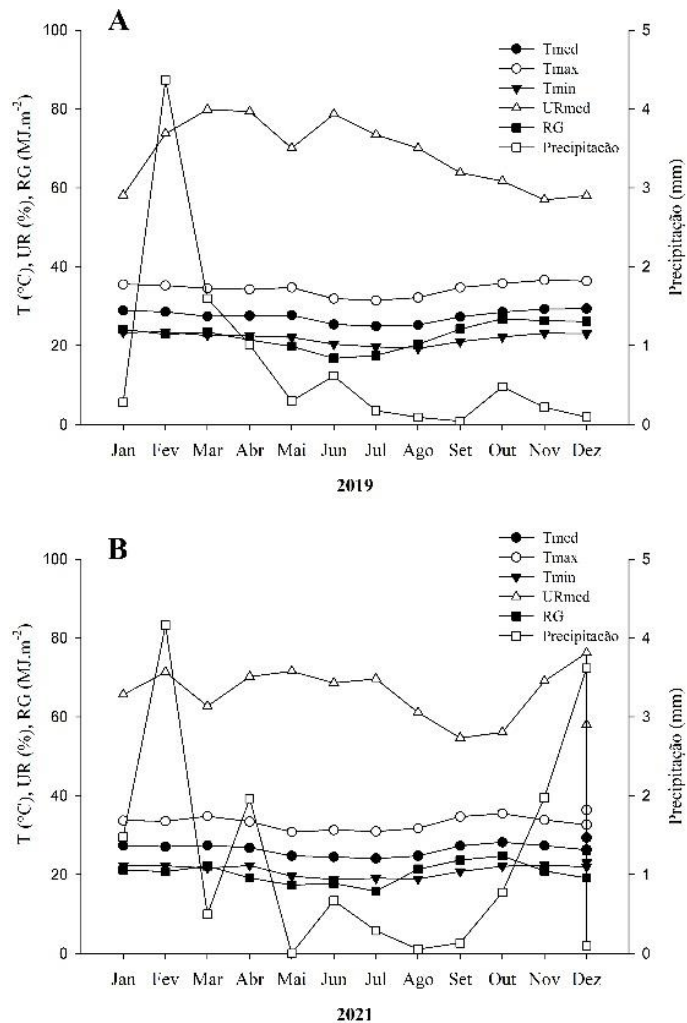 A
100
80
60
40
20
0
T (°C), UR (%), RG (MJ.m⁻²)
Tmed
Tmax
Tmin
URmed
RG
Precipitação
5
4
3
2
1
0
Precipitação (mm)
Jan Fev Mar Abr Mai Jun Jul Ago Set Out Nov Dez
2019
B
100
80
60
40
20
0
T (°C), UR (%), RG (MJ.m⁻²)
Tmed
Tmax
Tmin
URmed
RG
Precipitação
5
4
3
2
1
0
Precipitação (mm)
Jan Fev Mar Abr Mai Jun Jul Ago Set Out Nov Dez
2021